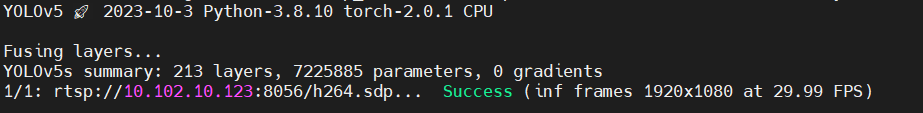 YOLOv5 🚀 2023-10-3 Python-3.8.10 torch-2.0.1 CPU
Fusing layers...
YOLOv5s summary: 213 layers, 7225885 parameters, 0 gradients
1/1: rtsp://10.102.10.123:8056/h264.sdp...  Success (inf frames 1920x1080 at 29.99 FPS)